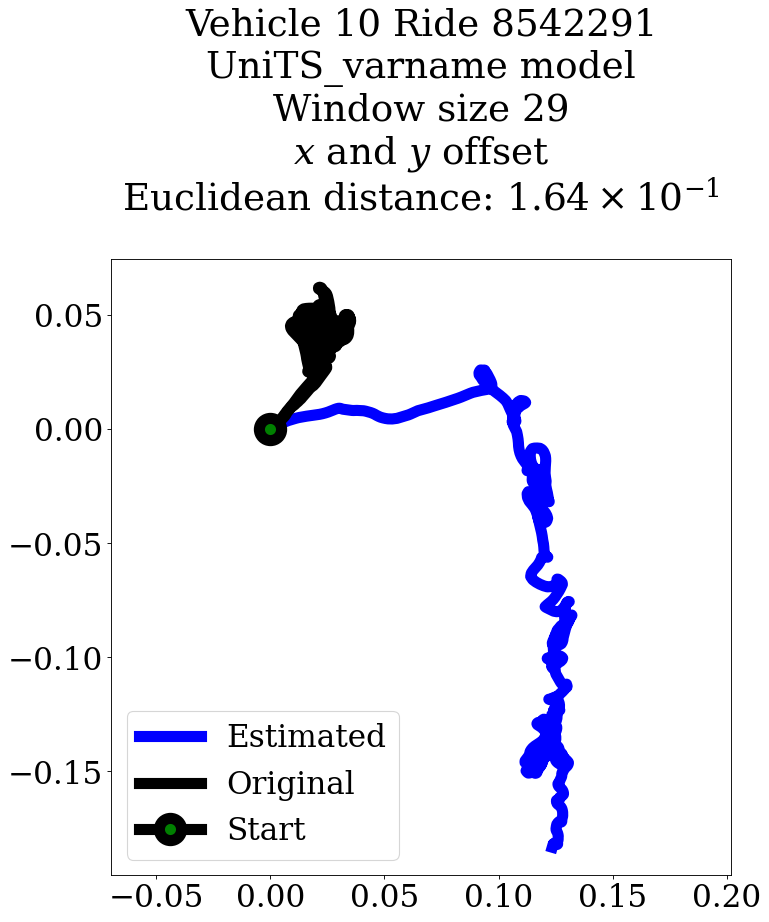 Vehicle 10 Ride 8542291
UniTS_varname model
Window size 29
x and y offset
Euclidean distance: 1.64 × 10⁻¹
0.05
0.00
−0.05
−0.10
−0.15
Estimated
Original
Start
−0.05 0.00 0.05 0.10 0.15 0.20